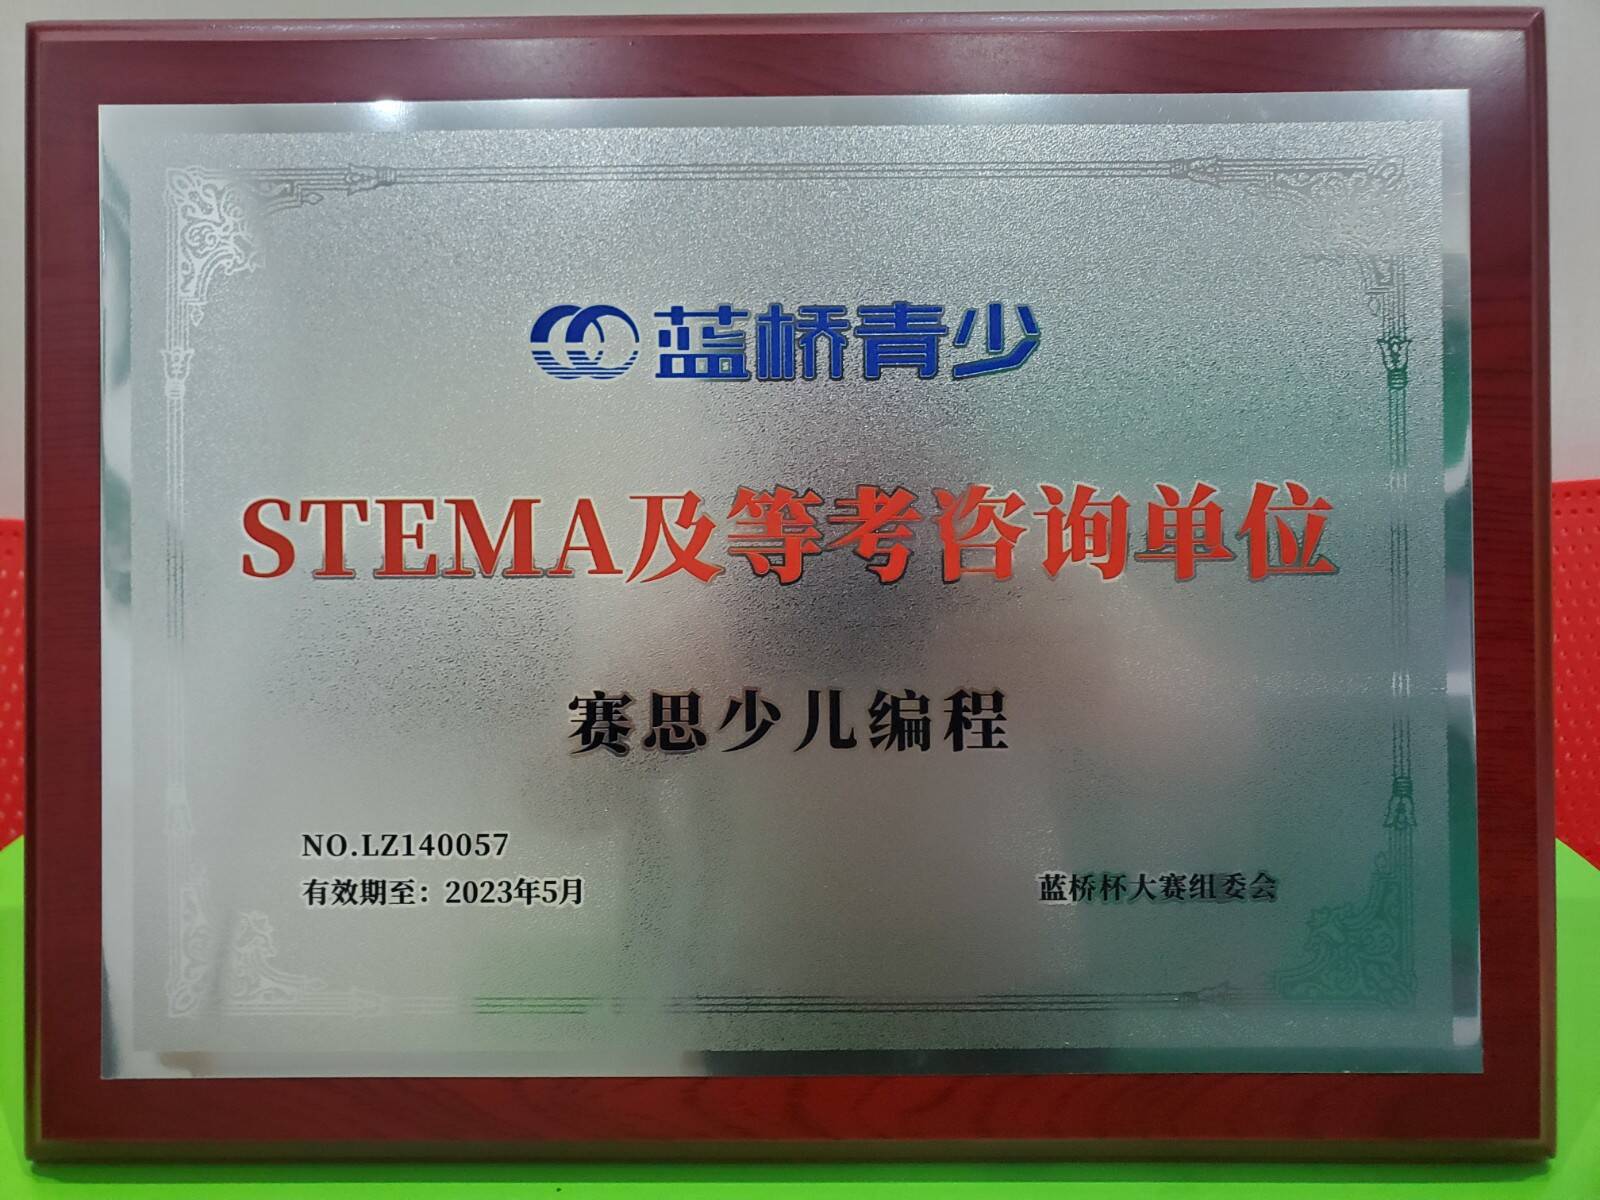 蓝桥青少
STEMA及等考咨询单位
赛思少儿编程
NO.LZ140057
有效期至：2023年5月
蓝桥杯大赛组委会